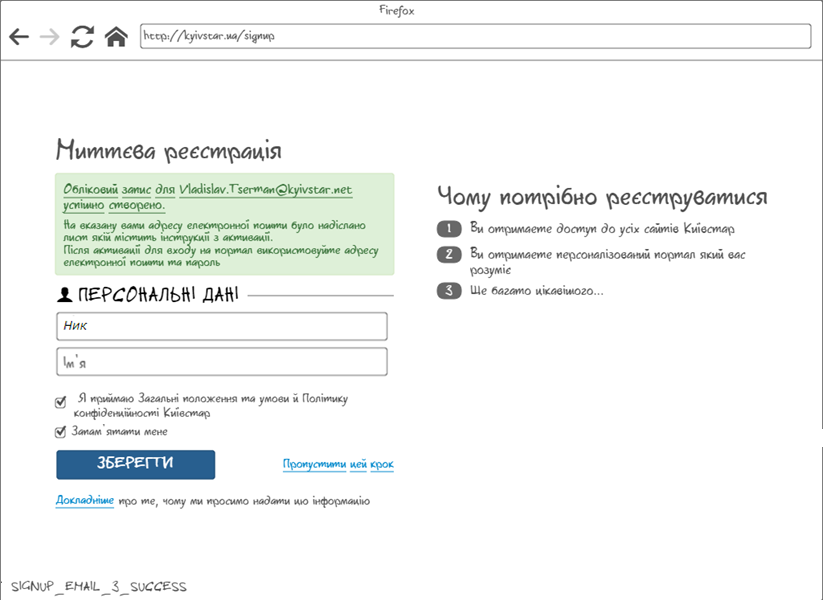 Firefox
http://kyivstar.ua/signup
Миттєва реєстрація
Обліковий запис для Vladislav.Tserman@kyivstar.net
успішно створено.
На вказану вами адресу електронної пошти було надіслано
лист якій містить інструкції з активації.
Після активації для входу на портал використовуйте адресу
електронної пошти та пароль
ПЕРСОНАЛЬНІ ДАНІ
Ник
Ім'я
Я приймаю Загальні положення та умови й Політику
конфіденційності Київстар
Запам'ятати мене
ЗБЕРЕГТИ
Пропустити цей крок
Докладніше про те, чому ми просимо надати цю інформацію
Чому потрібно реєструватися
1 Ви отримаете доступ до усіх сайтів Київстар
2 Ви отримаете персоналізований портал який вас
розуміє
3 Ще багато цікавішого...
SIGNUP_EMAIL_3_SUCCESS